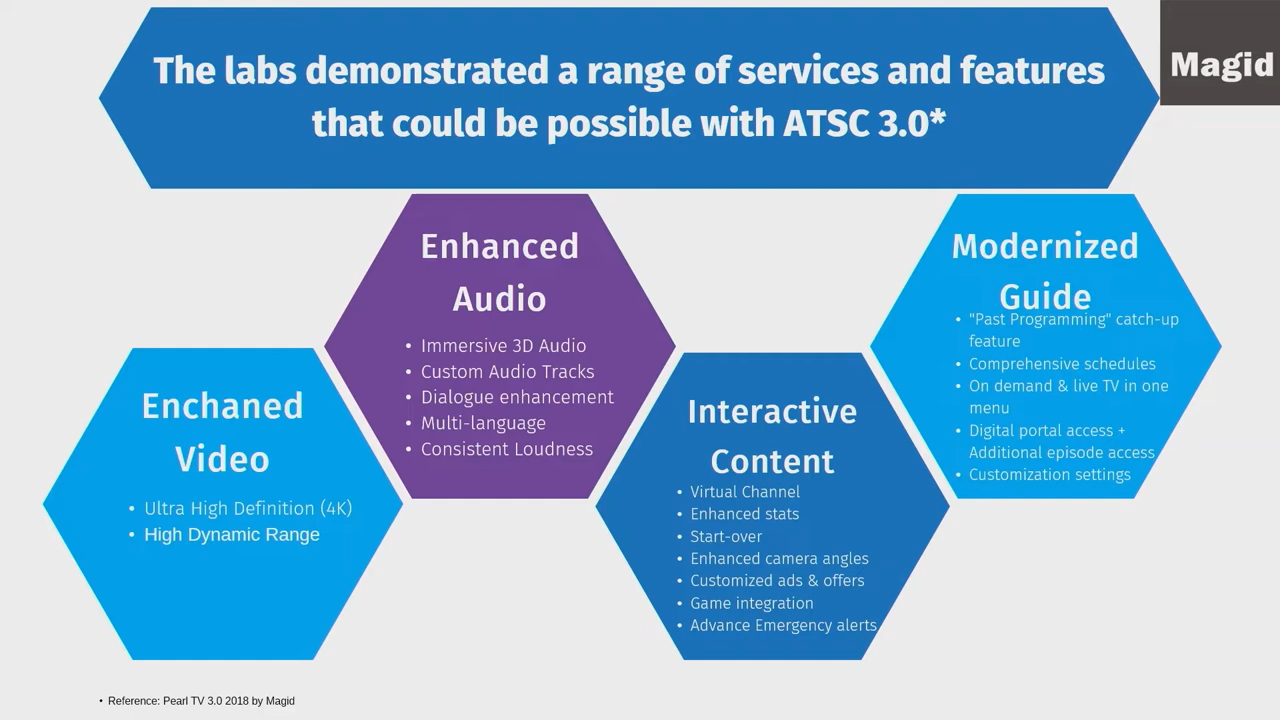 The labs demonstrated a range of services and features
that could be possible with ATSC 3.0*
Magid
Enchaned
Video
• Ultra High Definition (4K)
• High Dynamic Range
Enhanced
Audio
• Immersive 3D Audio
• Custom Audio Tracks
• Dialogue enhancement
• Multi-language
• Consistent Loudness
Interactive
Content
• Virtual Channel
• Enhanced stats
• Start-over
• Enhanced camera angles
• Customized ads & offers
• Game integration
• Advance Emergency alerts
Modernized
Guide
• "Past Programming" catch-up
feature
• Comprehensive schedules
• On demand & live TV in one
menu
• Digital portal access +
Additional episode access
• Customization settings
• Reference: Pearl TV 3.0 2018 by Magid